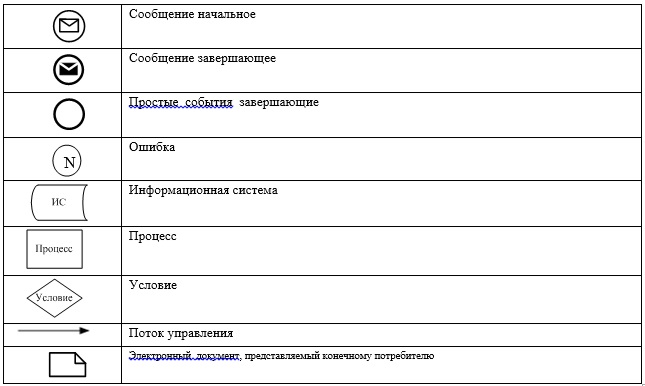 Сообщение начальное
Сообщение завершающее
Простые события завершающие
N
Ошибка
ИС
Информационная система
Процесс
Процесс
Условие
Условие
Поток управления
Электронный документ, представляемый конечному потребителю